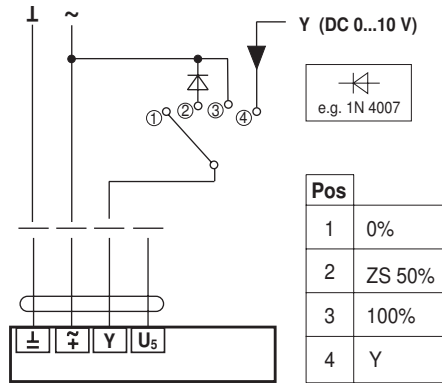 ⊥ ~
Y (DC 0...10 V)
① ② ③ ④
e.g. 1N 4007
Pos
1 0%
2 ZS 50%
3 100%
4 Y
⊥ ~+ Y U₅